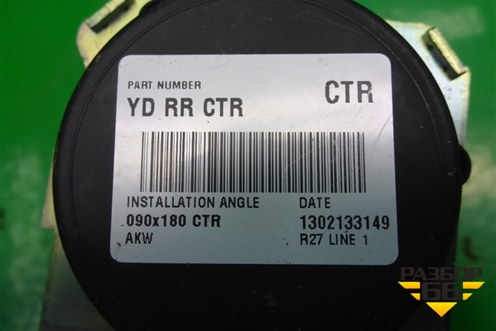 PART NUMBER
YD RR CTR
CTR
INSTALLATION ANGLE
090x180 CTR
AKW
DATE
1302133149
R27 LINE 1
РАЗБОР
66